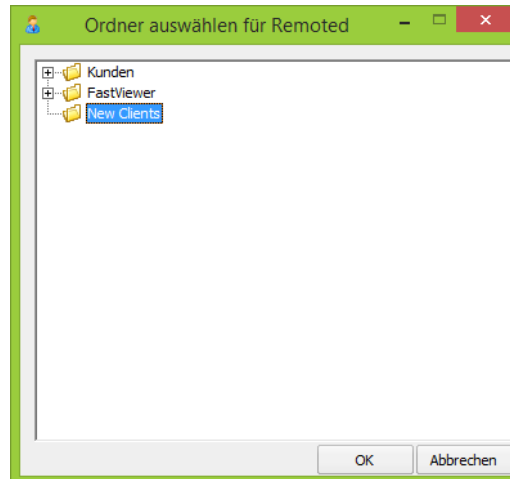 Ordner auswählen für Remoted
Kunden
FastViewer
New Clients
OK
Abbrechen